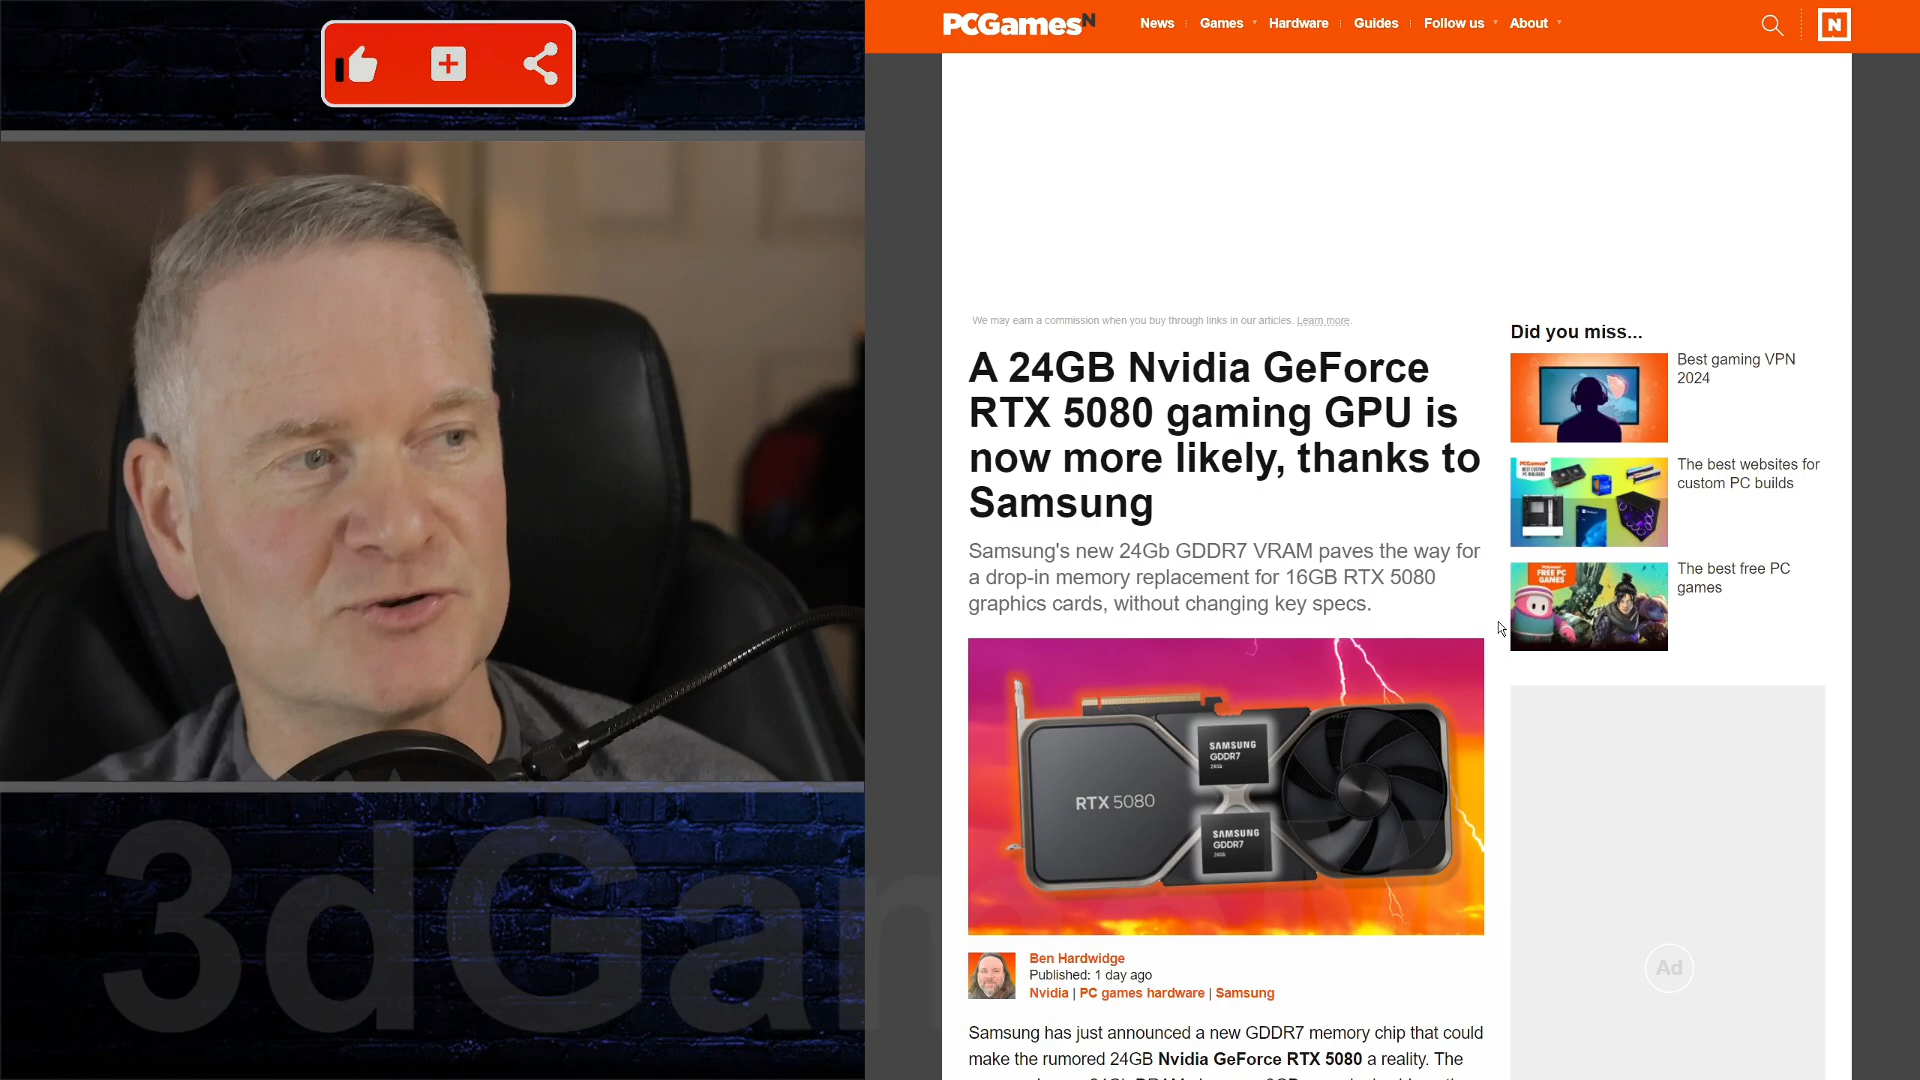 PCGamesN
News
Games
Hardware
Guides
Follow us
About
N
We may earn a commission when you buy through links in our articles. Learn more.
A 24GB Nvidia GeForce
RTX 5080 gaming GPU is
now more likely, thanks to
Samsung
Samsung's new 24Gb GDDR7 VRAM paves the way for
a drop-in memory replacement for 16GB RTX 5080
graphics cards, without changing key specs.
RTX 5080
SAMSUNG
GDDR7
24Gb
SAMSUNG
GDDR7
24Gb
Ben Hardwidge
Published: 1 day ago
Nvidia | PC games hardware | Samsung
Samsung has just announced a new GDDR7 memory chip that could
make the rumored 24GB Nvidia GeForce RTX 5080 a reality. The
Did you miss...
Best gaming VPN
2024
The best websites for
custom PC builds
FREE PC
GAMES
The best free PC
games
Ad
3dGam